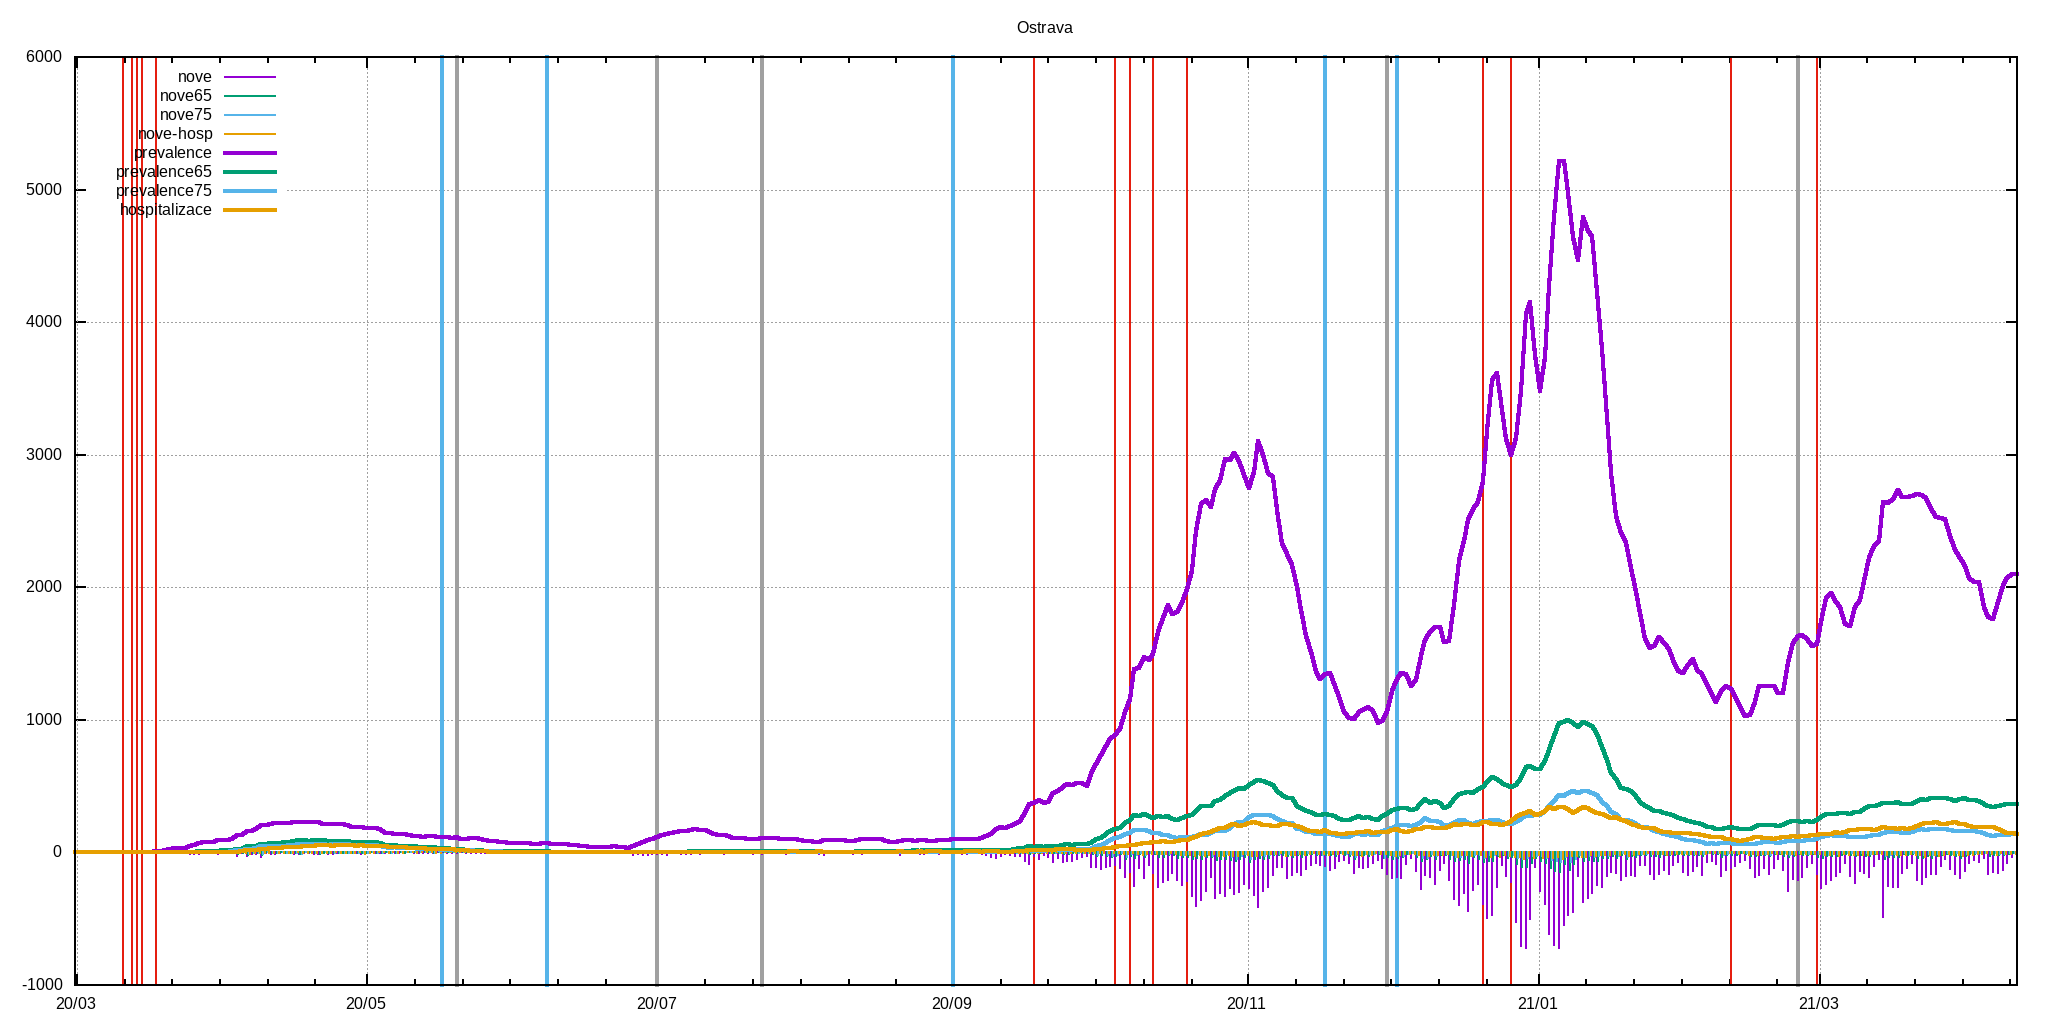 Ostrava
6000
5000
4000
3000
2000
1000
0
-1000
nove
nove65
nove75
nove-hosp
prevalence
prevalence65
prevalence75
hospitalizace
20/03
20/05
20/07
20/09
20/11
21/01
21/03